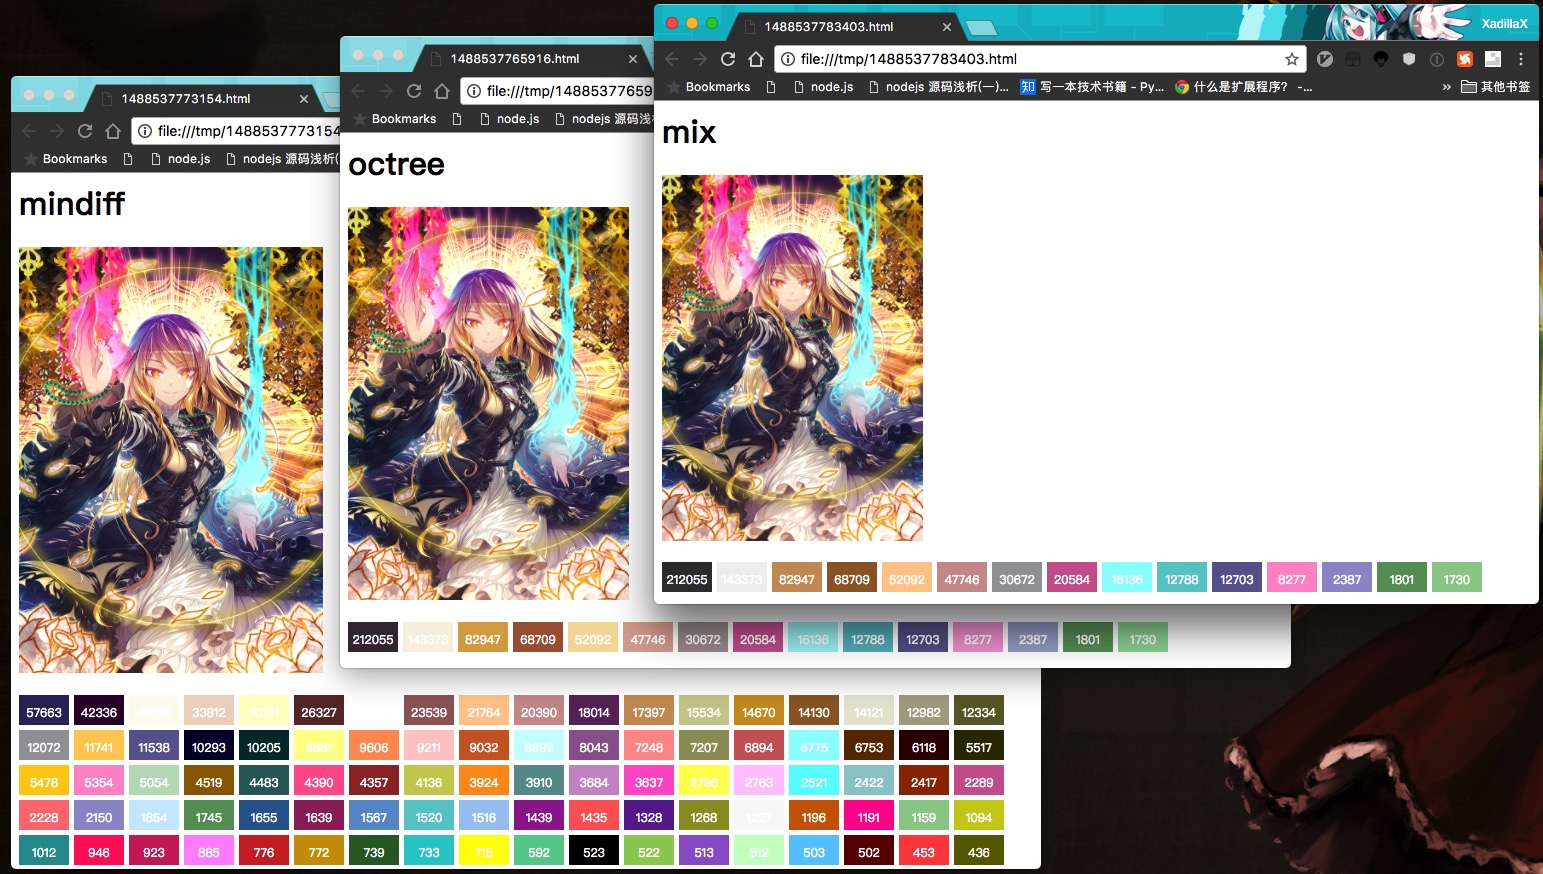 1488537773154.html
file:///tmp/1488537773154
Bookmarks
node.js
nodejs 源码浅析(
mindiff
57663 42336 33812 26327 23539 21764 20390 18014 17397 15534 14670 14130 14121 12982 12334
12072 11741 11538 10293 10205 9606 9211 9032 8992 8043 7248 7207 6894 6775 6753 6118 5517
5478 5354 5054 4519 4483 4390 4357 4136 3924 3910 3684 3637 2796 2763 2521 2422 2417 2289
2228 2150 1854 1745 1655 1639 1567 1520 1516 1439 1435 1328 1268 1227 1196 1191 1159 1094
1012 946 923 885 776 772 739 733 715 592 523 522 513 512 503 502 453 436
1488537765916.html
file:///tmp/14885377659
Bookmarks
node.js
nodejs 源码浅
octree
212055 143373 82947 68709 52092 47746 30672 20584 16136 12788 12703 8277 2387 1801 1730
1488537783403.html
XadillaX
file:///tmp/1488537783403.html
Bookmarks
node.js
nodejs 源码浅析(一)...
知 写一本技术书籍 - Py...
什么是扩展程序？ -...
»
其他书签
mix
212055 143373 82947 68709 52092 47746 30672 20584 16136 12788 12703 8277 2387 1801 1730